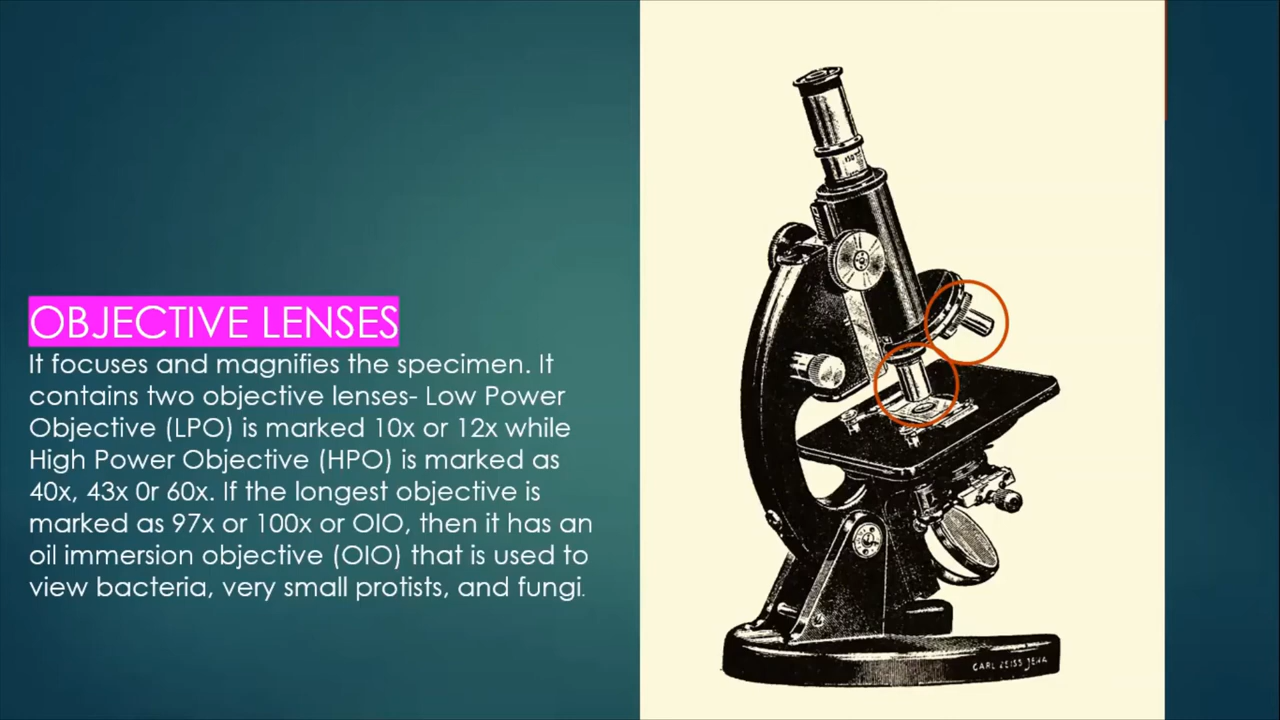 OBJECTIVE LENSES
It focuses and magnifies the specimen. It
contains two objective lenses- Low Power
Objective (LPO) is marked 10x or 12x while
High Power Objective (HPO) is marked as
40x, 43x 0r 60x. If the longest objective is
marked as 97x or 100x or OIO, then it has an
oil immersion objective (OIO) that is used to
view bacteria, very small protists, and fungi.
CARL ZEISS JENA